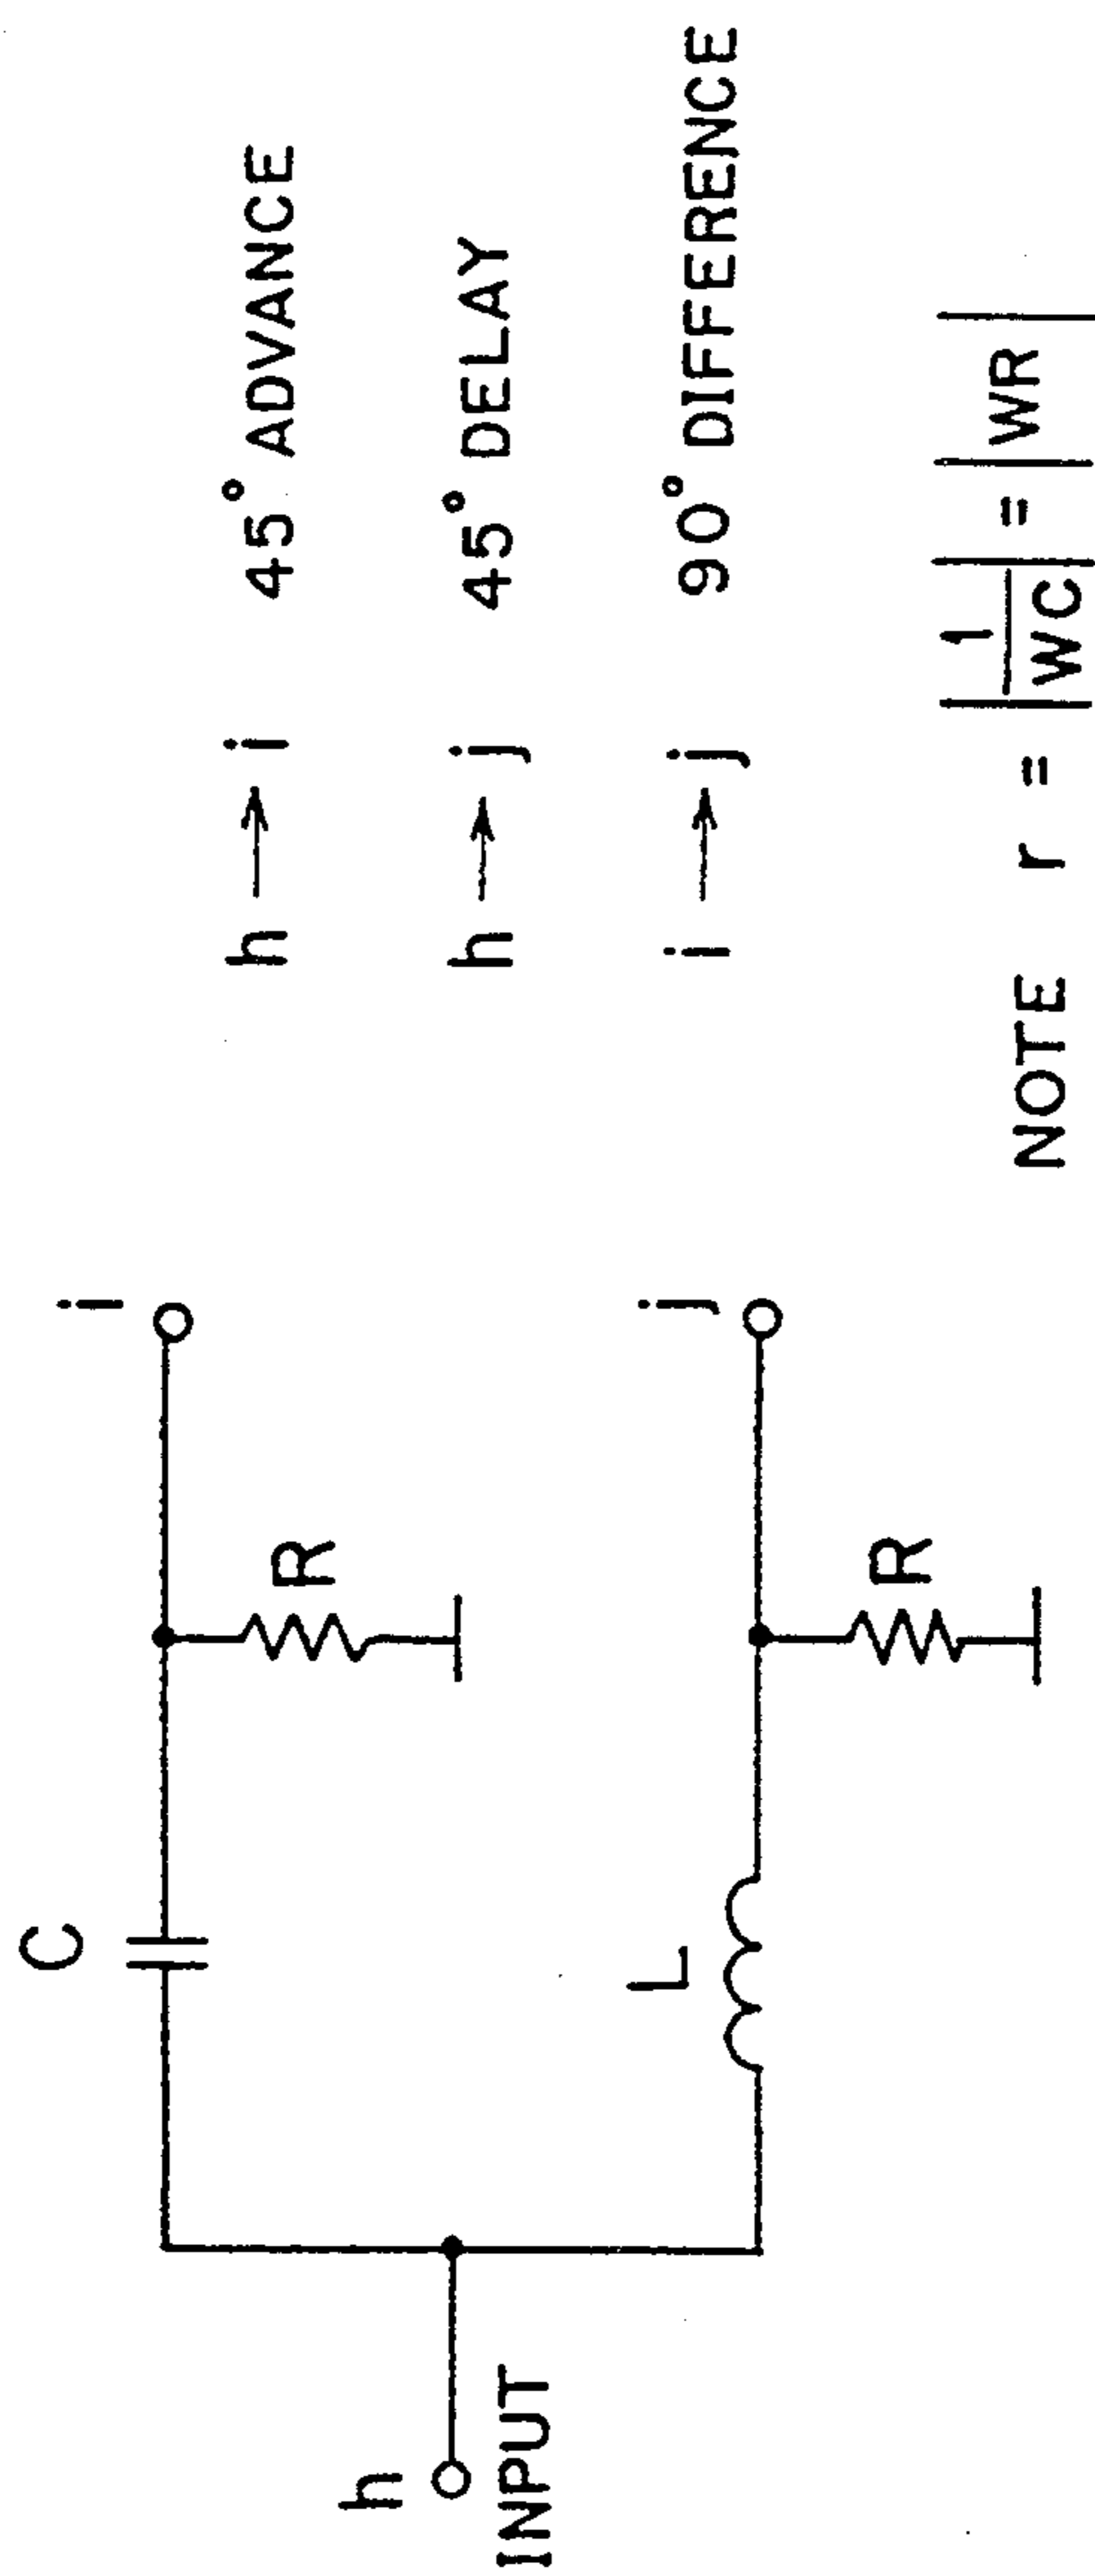 C
i
R
h
INPUT
L
j
R
h → i 45° ADVANCE
h → j 45° DELAY
i → j 90° DIFFERENCE
NOTE r = |1/WC| = |WR|